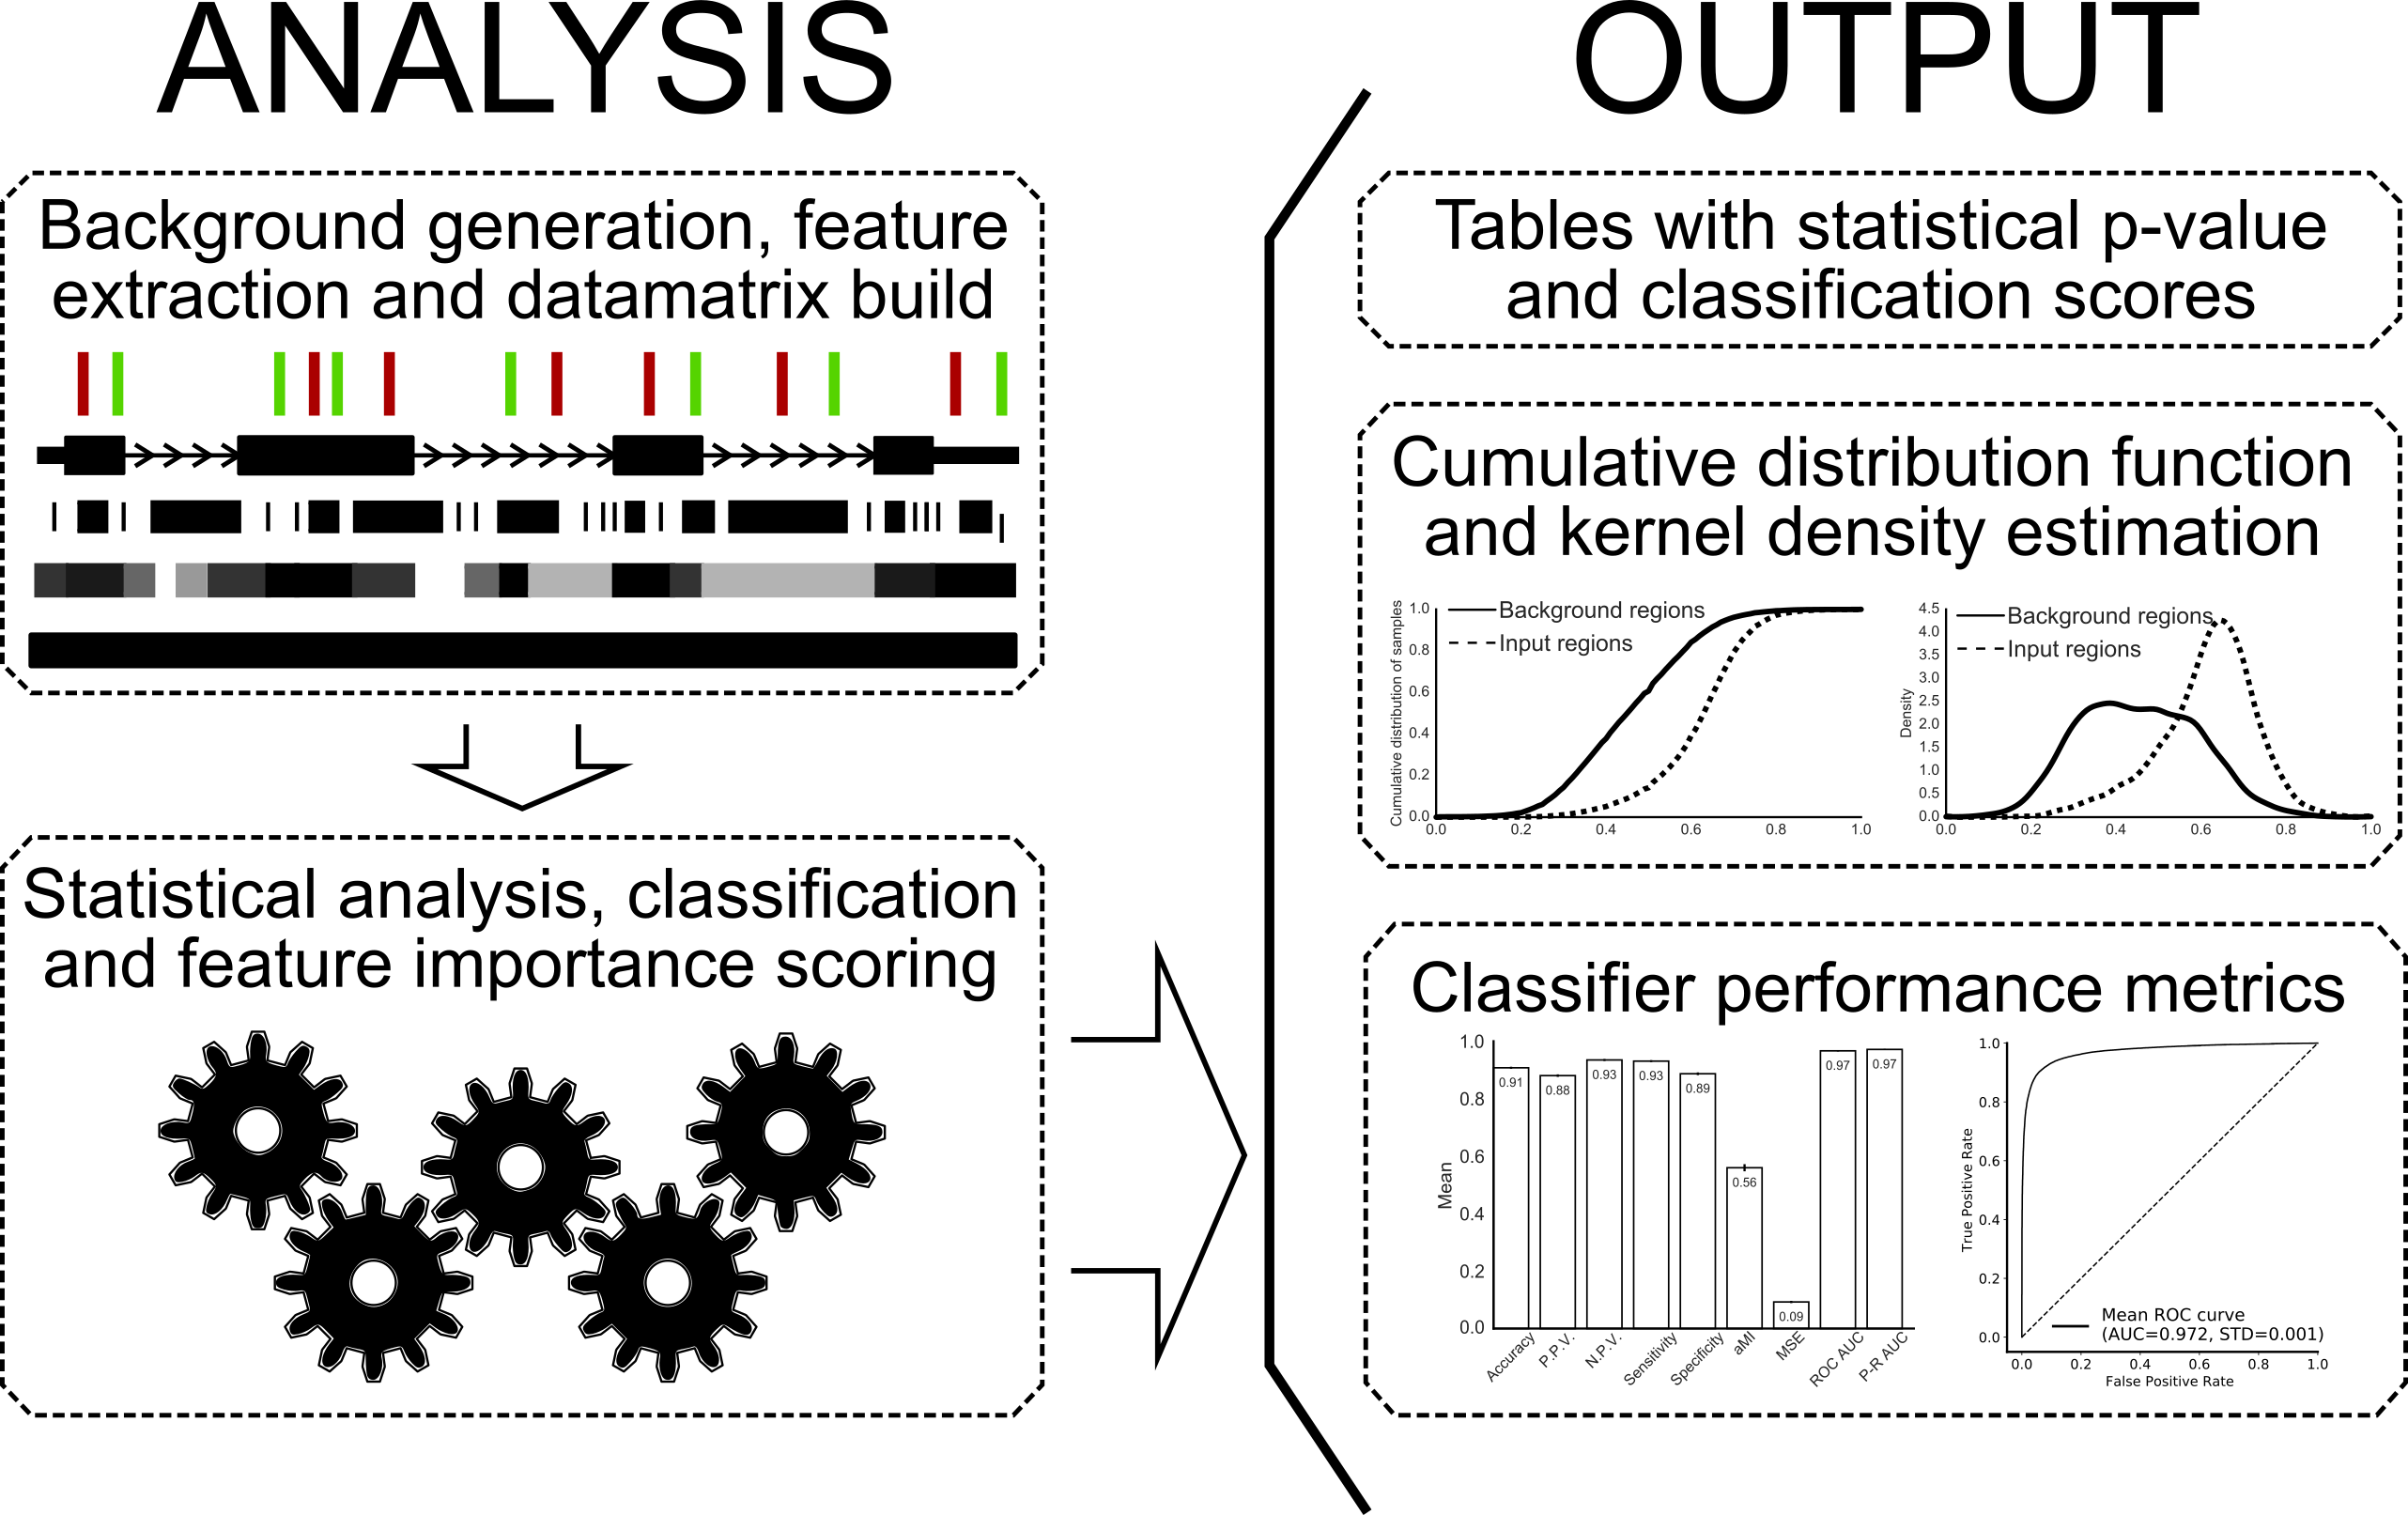 ANALYSIS
Background generation, feature
extraction and datamatrix build
Statistical analysis, classification
and feature importance scoring
OUTPUT
Tables with statistical p-value
and classification scores
Cumulative distribution function
and kernel density estimation
Cumulative distribution of samples
1.0
0.8
0.6
0.4
0.2
0.0
Background regions
Input regions
0.0 0.2 0.4 0.6 0.8 1.0
Density
4.5
4.0
3.5
3.0
2.5
2.0
1.5
1.0
0.5
0.0
Background regions
Input regions
0.0 0.2 0.4 0.6 0.8 1.0
Classifier performance metrics
Mean
1.0
0.8
0.6
0.4
0.2
0.0
0.91 0.88 0.93 0.93 0.89 0.56 0.09 0.97 0.97
Accuracy P.P.V. N.P.V. Sensitivity Specificity aMI MSE ROC AUC P-R AUC
True Positive Rate
1.0
0.8
0.6
0.4
0.2
0.0
Mean ROC curve
(AUC=0.972, STD=0.001)
0.0 0.2 0.4 0.6 0.8 1.0
False Positive Rate